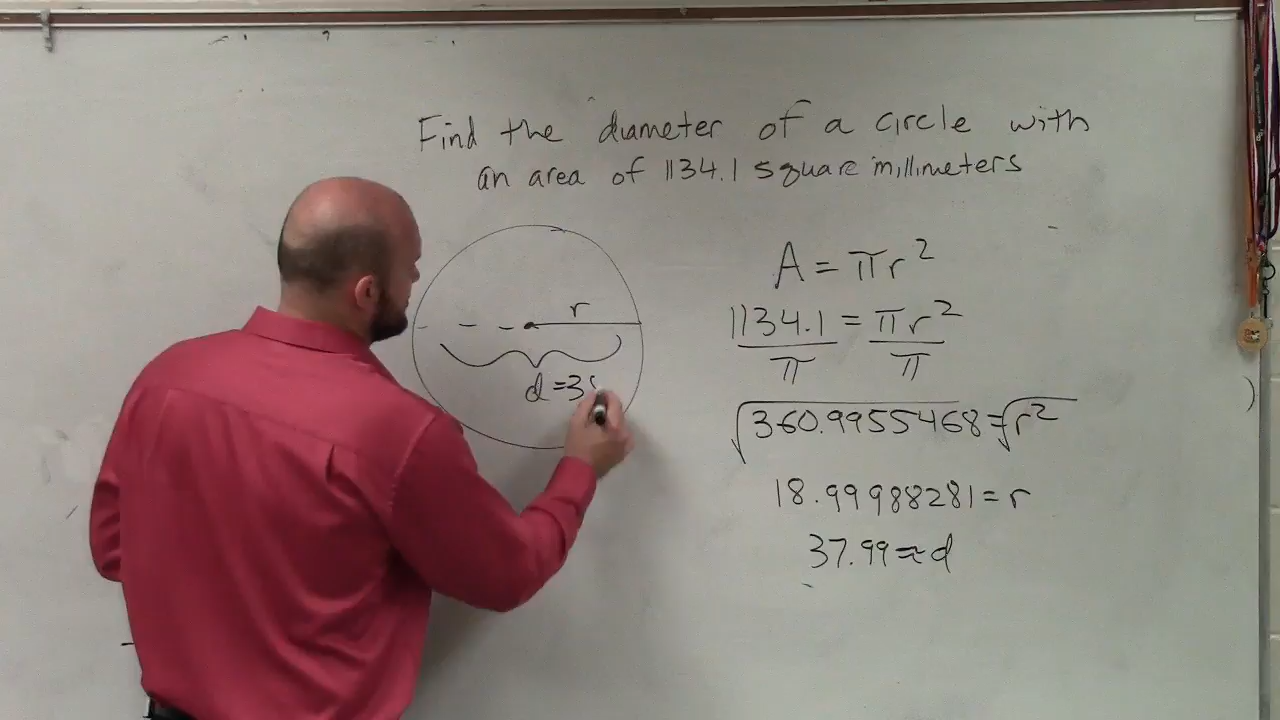 Find the diameter of a circle with
an area of 1134.1 square millimeters
r
d=3
A = πr²
1134.1 = πr²
π π
√360.9955468 = √r²
18.99988281 = r
37.99 ≈ d